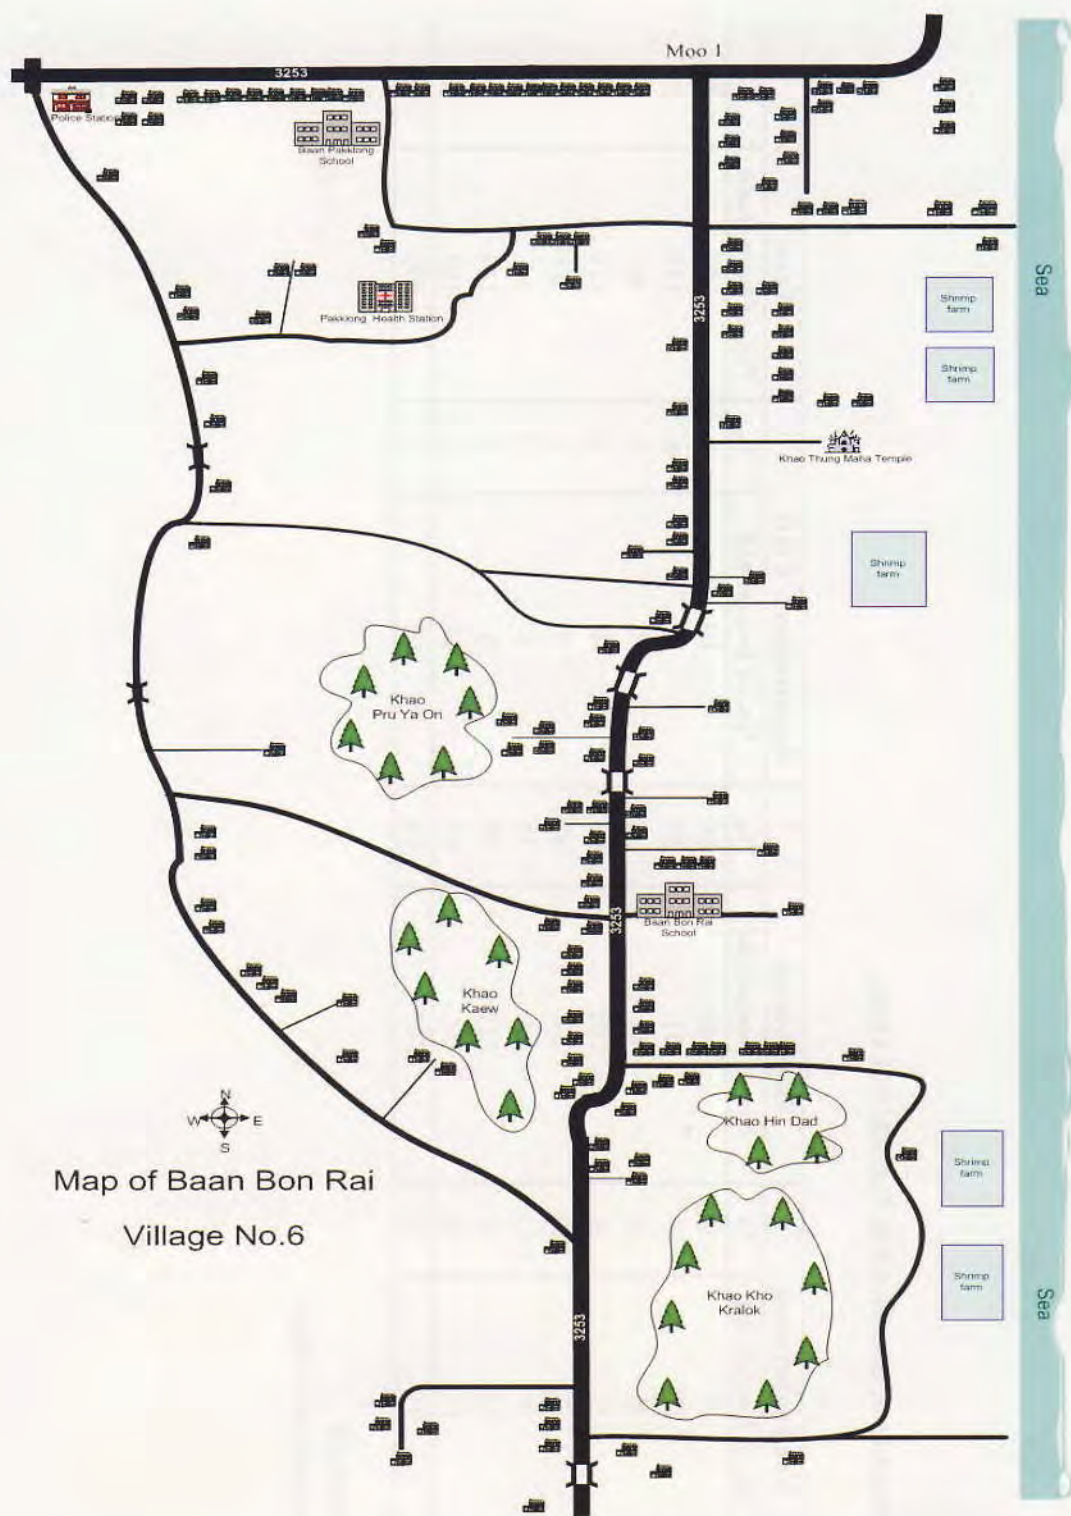 Moo 1
3253
Police Station
Baan Pakklong
School
Sea
Pakklong Health Station
3253
Shrimp
farm
Shrimp
farm
Khao Thung Maha Temple
Shrimp
farm
Khao
Pru Ya On
3253
Baan Bon Rai
School
Khao
Kaew
N
W
E
S
Khao Hin Dad
Shrimp
farm
Map of Baan Bon Rai
Village No.6
Shrimp
farm
Khao Kho
Kralok
Sea
3253